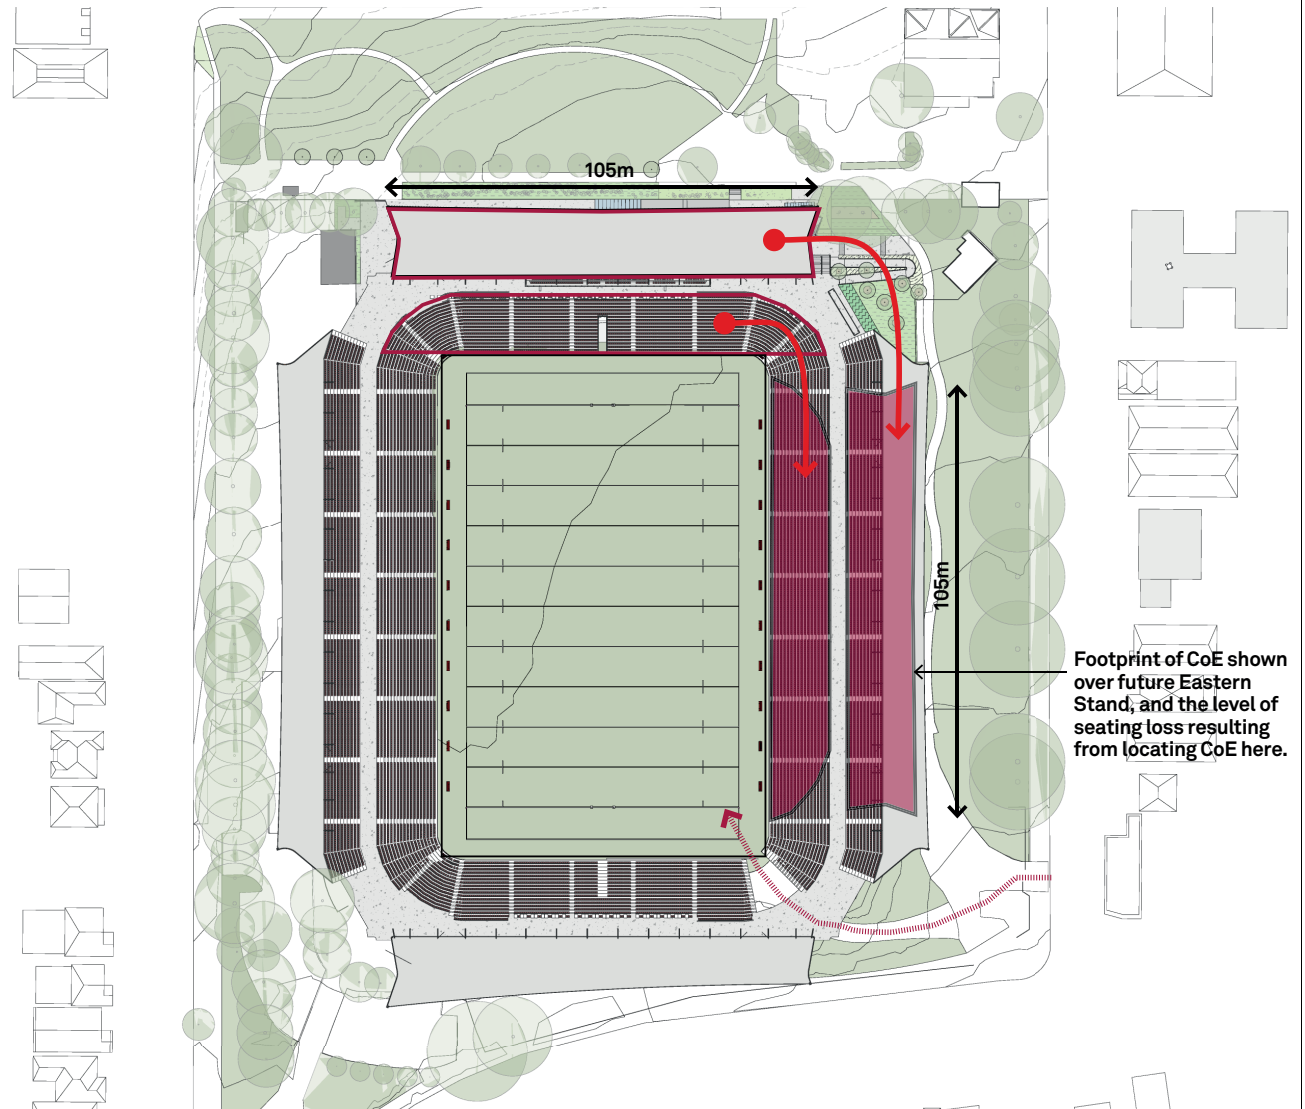 105m
105m
Footprint of CoE shown
over future Eastern
Stand, and the level of
seating loss resulting
from locating CoE here.